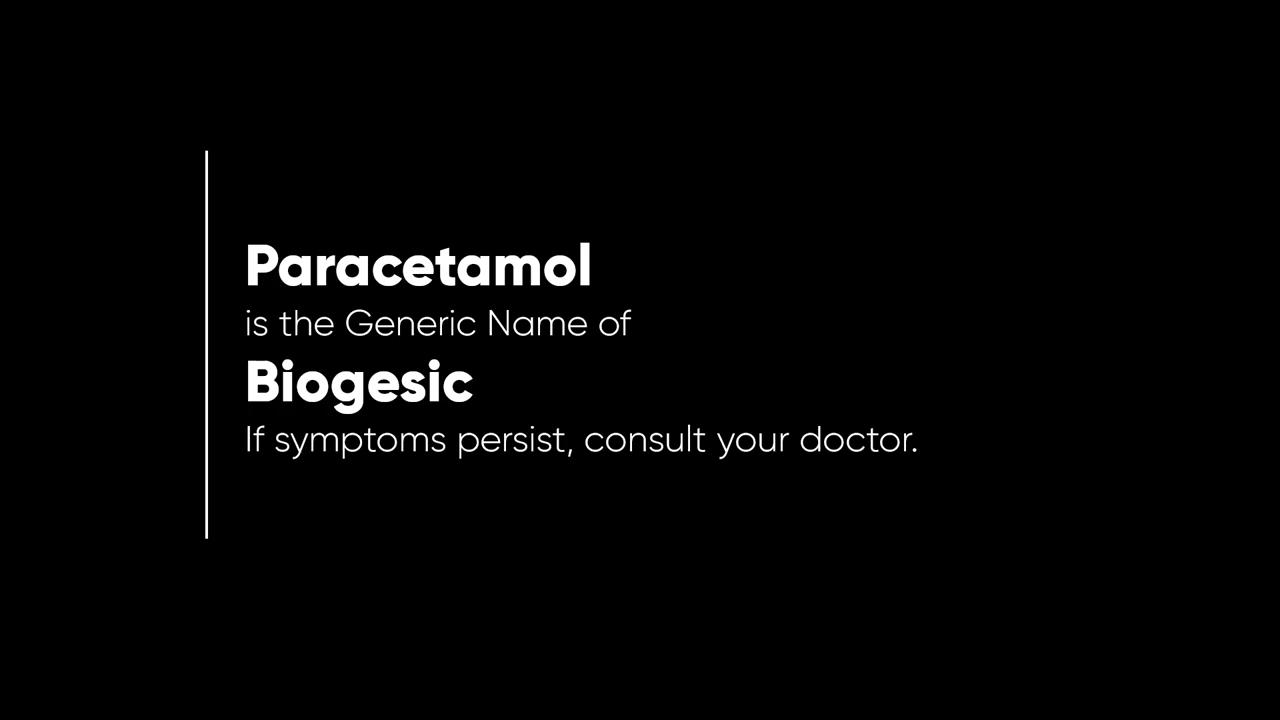 Paracetamol
is the Generic Name of
Biogesic
If symptoms persist, consult your doctor.